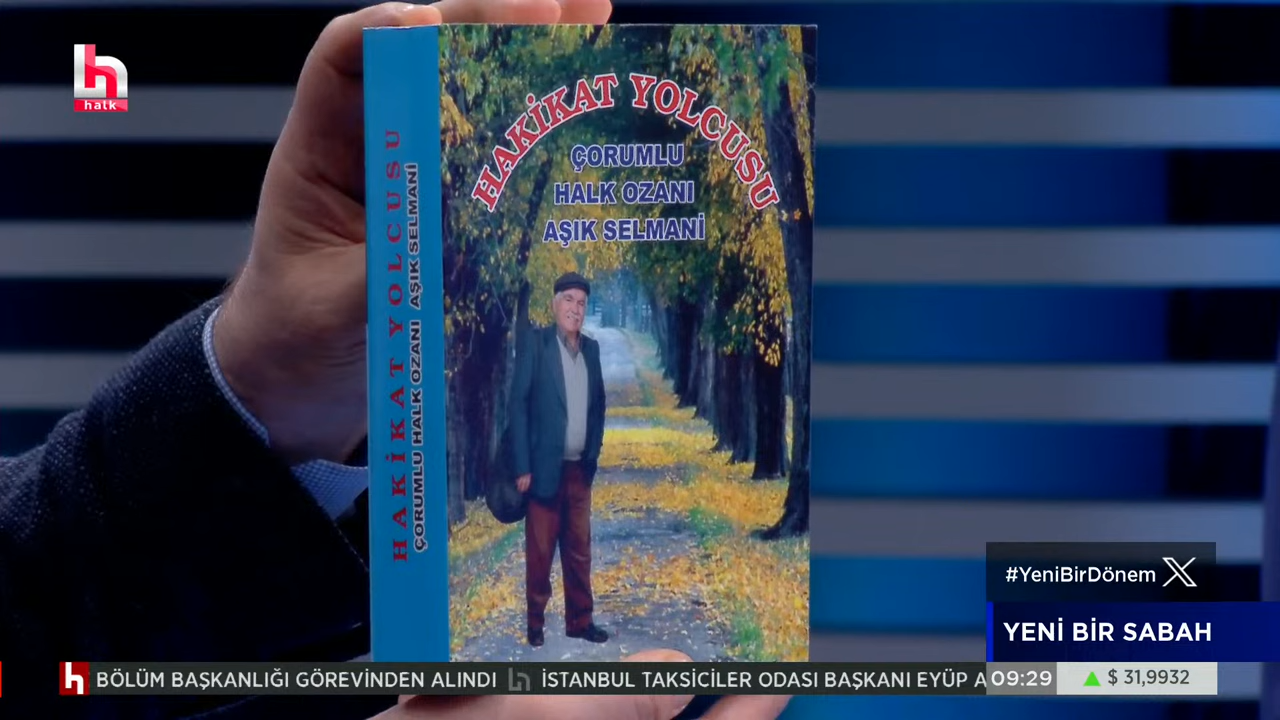 halk
HAKİKAT YOLCUSU
ÇORUMLU
HALK OZANI
AŞIK SELMANİ
HAKİKAT YOLCUSU
ÇORUMLU HALK OZANI AŞIK SELMANİ
#YeniBirDönem
YENİ BİR SABAH
BÖLÜM BAŞKANLIĞI GÖREVİNDEN ALINDI
İSTANBUL TAKSİCİLER ODASI BAŞKANI EYÜP A
09:29
$ 31,9932